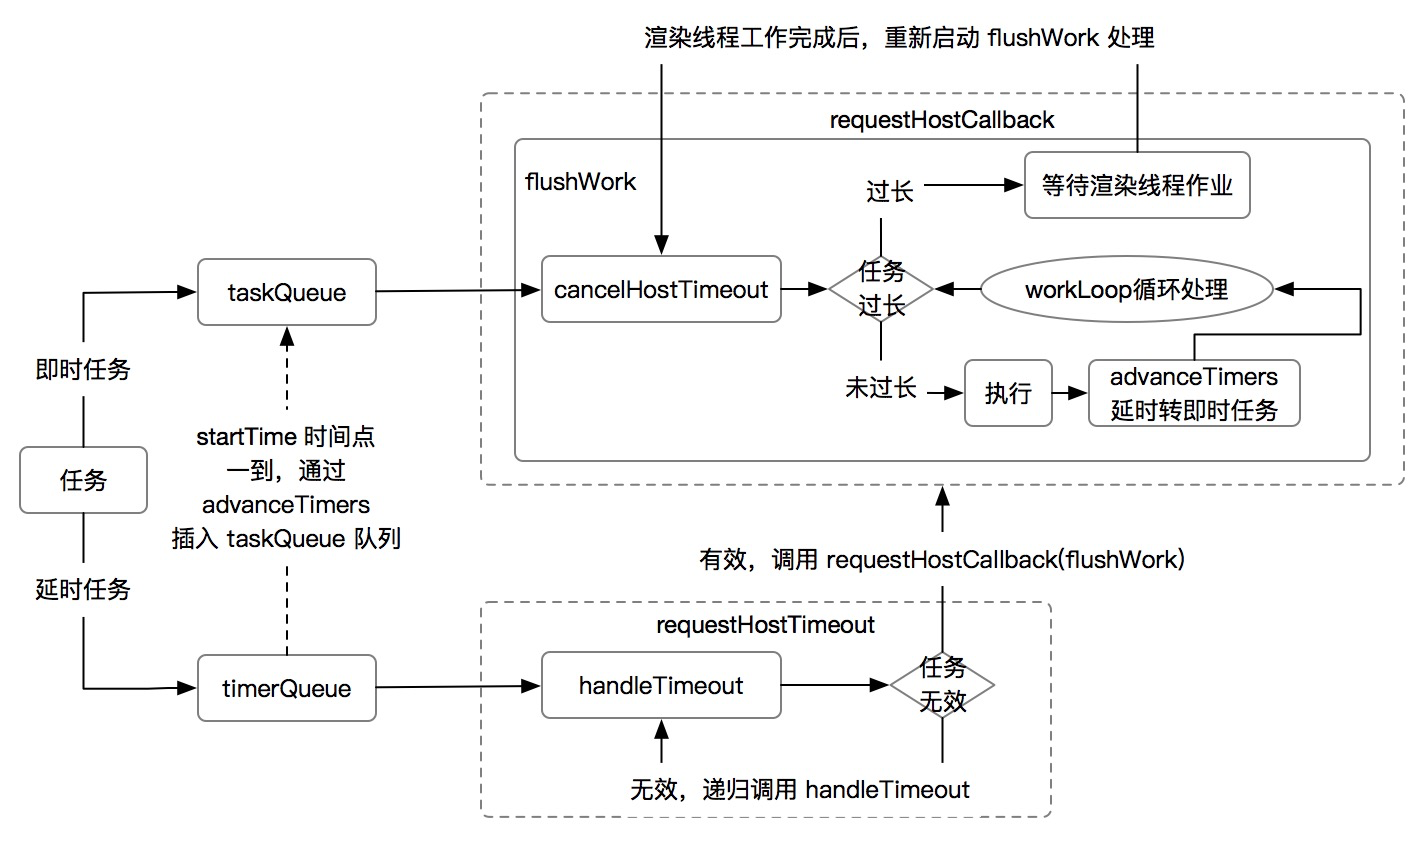 渲染线程工作完成后，重新启动 flushWork 处理
requestHostCallback
flushWork
过长
等待渲染线程作业
taskQueue
cancelHostTimeout
任务
过长
workLoop循环处理
即时任务
未过长
执行
advanceTimers
延时转即时任务
startTime 时间点
一到，通过
advanceTimers
插入 taskQueue 队列
任务
延时任务
有效，调用 requestHostCallback(flushWork)
requestHostTimeout
timerQueue
handleTimeout
任务
无效
无效，递归调用 handleTimeout